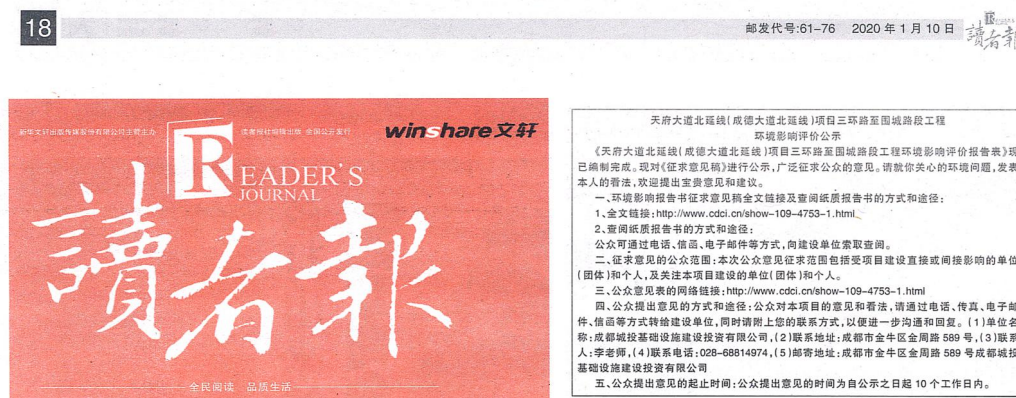 18
邮发代号:61-76 2020年1月10日
READER'S
讀者報
新华文轩出版传媒股份有限公司主管主办
读者报社编辑出版 全国公开发行
winshare文轩
READER'S
JOURNAL
讀者報
全民阅读 品质生活
天府大道北延线(成德大道北延线)项目三环路至围城路段工程
环境影响评价公示
《天府大道北延线(成德大道北延线)项目三环路至围城路段工程环境影响评价报告表》现
已编制完成。现对《征求意见稿》进行公示,广泛征求公众的意见。请就你关心的环境问题,发表
本人的看法,欢迎提出宝贵意见和建议。
一、环境影响报告书征求意见稿全文链接及查阅纸质报告书的方式和途径:
1、全文链接:http://www.cdci.cn/show-109-4753-1.html
2、查阅纸质报告书的方式和途径:
公众可通过电话、信函、电子邮件等方式,向建设单位索取查阅。
二、征求意见的公众范围:本次公众意见征求范围包括受项目建设直接或间接影响的单位
(团体)和个人,及关注本项目建设的单位(团体)和个人。
三、公众意见表的网络链接:http://www.cdci.cn/show-109-4753-1.html
四、公众提出意见的方式和途径:公众对本项目的意见和看法,请通过电话、传真、电子邮
件、信函等方式转给建设单位,同时请附上您的联系方式,以便进一步沟通和回复。(1)单位名
称:成都城投基础设施建设投资有限公司,(2)联系地址:成都市金牛区金周路589号,(3)联系
人:李老师,(4)联系电话:028-68814974,(5)邮寄地址:成都市金牛区金周路589号成都城投
基础设施建设投资有限公司
五、公众提出意见的起止时间:公众提出意见的时间为自公示之日起10个工作日内。